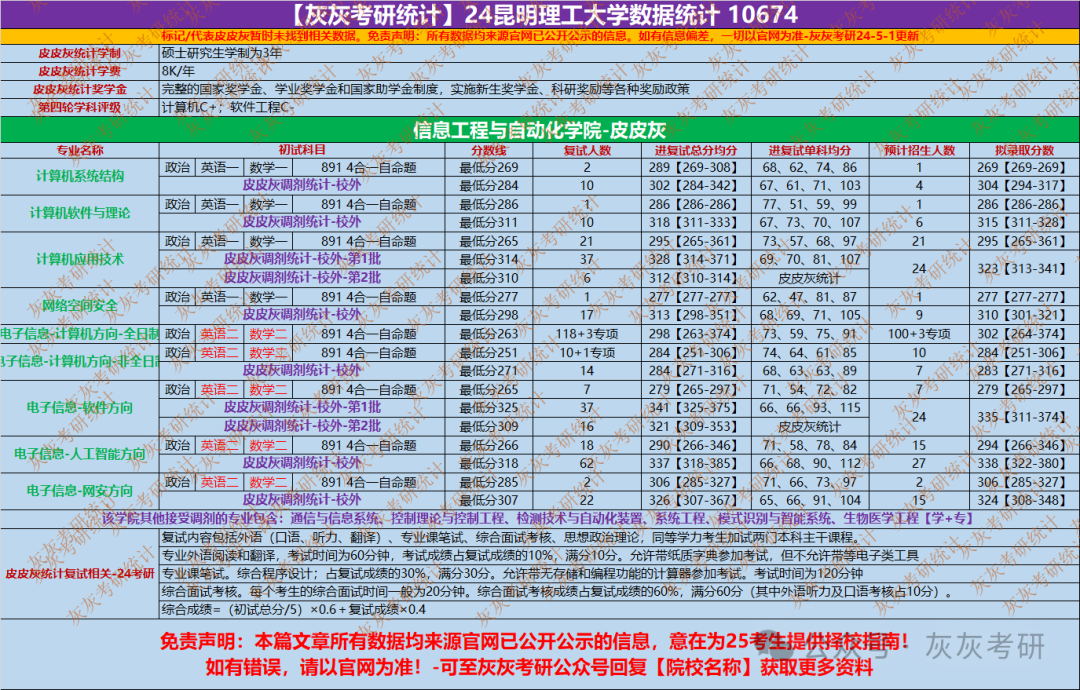 【灰灰考研统计】24昆明理工大学数据统计 10674
标记/代表皮皮灰暂时未找到相关数据。免责声明：所有数据均来源官网已公开公示的信息。如有信息偏差，一切以官网为准-灰灰考研24-5-1更新
皮皮灰统计学制 硕士研究生学制为3年
皮皮灰统计学费 8K/年
皮皮灰统计奖学金 完整的国家奖学金、学业奖学金和国家助学金制度，实施新生奖学金、科研奖励等各种奖励政策
第四轮学科评级 计算机C+；软件工程C-
信息工程与自动化学院-皮皮灰
专业名称 初试科目 分数线 复试人数 进复试总分均分 进复试单科均分 预计招生人数 拟录取分数
计算机系统结构 政治 英语一 数学一 891 4合一自命题 最低分269 2 289【269-308】 68、62、74、86 1 269【269-269】
皮皮灰调剂统计-校外 最低分284 10 302【284-342】 67、61、71、103 4 304【294-317】
计算机软件与理论 政治 英语一 数学一 891 4合一自命题 最低分286 1 286【286-286】 77、51、59、99 1 286【286-286】
皮皮灰调剂统计-校外 最低分311 10 318【311-333】 67、73、70、107 6 315【311-328】
计算机应用技术 政治 英语一 数学一 891 4合一自命题 最低分265 21 295【265-361】 73、57、68、97 21 295【265-361】
皮皮灰调剂统计-校外-第1批 最低分314 37 328【314-371】 69、70、81、107 24 323【313-341】
皮皮灰调剂统计-校外-第2批 最低分310 6 312【310-314】 皮皮灰统计
网络空间安全 政治 英语一 数学一 891 4合一自命题 最低分277 1 277【277-277】 62、47、81、87 1 277【277-277】
皮皮灰调剂统计-校外 最低分298 17 313【298-351】 68、69、71、105 9 310【301-321】
电子信息-计算机方向-全日制 政治 英语二 数学二 891 4合一自命题 最低分263 118+3专项 298【263-374】 73、59、75、91 100+3专项 302【264-374】
电子信息-计算机方向-非全日制 政治 英语二 数学二 891 4合一自命题 最低分251 10+1专项 284【251-306】 74、64、61、85 10 284【251-306】
皮皮灰调剂统计-校外 最低分271 14 284【271-316】 68、63、63、89 7 283【271-316】
电子信息-软件方向 政治 英语二 数学二 891 4合一自命题 最低分265 7 279【265-297】 71、54、72、82 7 279【265-297】
皮皮灰调剂统计-校外-第1批 最低分325 37 341【325-375】 66、66、93、115 24 335【311-374】
皮皮灰调剂统计-校外-第2批 最低分309 16 321【309-353】 皮皮灰统计
电子信息-人工智能方向 政治 英语二 数学二 891 4合一自命题 最低分266 18 290【266-346】 71、58、78、84 15 294【266-346】
皮皮灰调剂统计-校外 最低分318 62 337【318-385】 66、68、90、112 27 338【322-380】
电子信息-网安方向 政治 英语二 数学二 891 4合一自命题 最低分285 2 306【285-327】 71、66、73、97 2 306【285-327】
皮皮灰调剂统计-校外 最低分307 22 326【307-367】 65、66、91、104 15 324【308-348】
该学院其他接受调剂的专业包含：通信与信息系统、控制理论与控制工程、检测技术与自动化装置、系统工程、模式识别与智能系统、生物医学工程【学+专】
皮皮灰统计复试相关-24考研
复试内容包括外语（口语、听力、翻译）、专业课笔试、综合面试考核、思想政治理论，同等学力考生加试两门本科主干课程。
专业外语阅读和翻译，考试时间为60分钟，考试成绩占复试成绩的10%，满分10分。允许带纸质字典参加考试，但不允许带等电子类工具
专业课笔试。综合程序设计；占复试成绩的30%，满分30分。允许带无存储和编程功能的计算器参加考试。考试时间为120分钟
综合面试考核。每个考生的综合面试时间一般为20分钟。综合面试考核成绩占复试成绩的60%，满分60分（其中外语听力及口语考核占10分）。
综合成绩=（初试总分/5）×0.6＋复试成绩×0.4
免责声明：本篇文章所有数据均来源官网已公开公示的信息，意在为25考生提供择校指南！
如有错误，请以官网为准！-可至灰灰考研公众号回复【院校名称】获取更多资料
公众号 灰灰考研